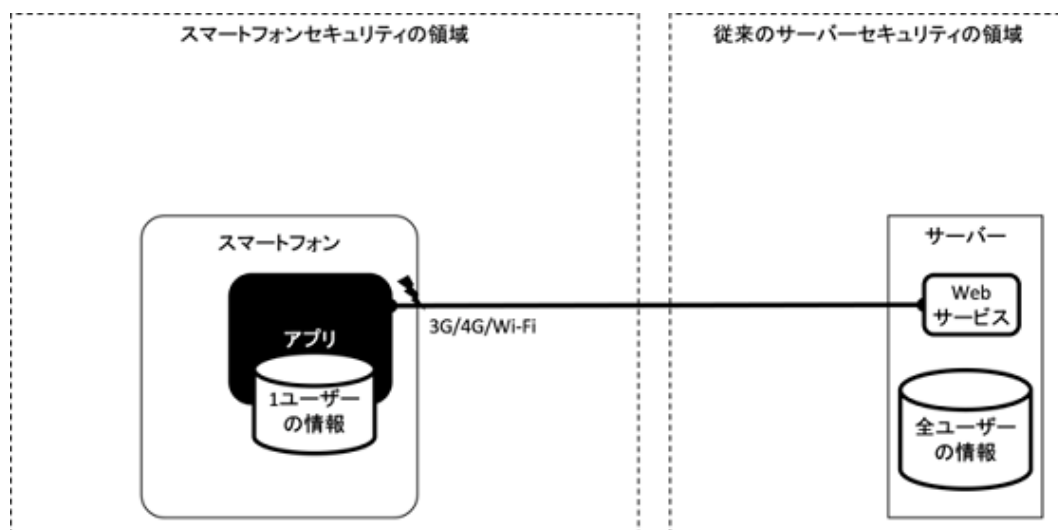 スマートフォンセキュリティの領域
従来のサーバーセキュリティの領域
スマートフォン
アプリ
1ユーザー
の情報
3G/4G/Wi-Fi
サーバー
Web
サービス
全ユーザー
の情報